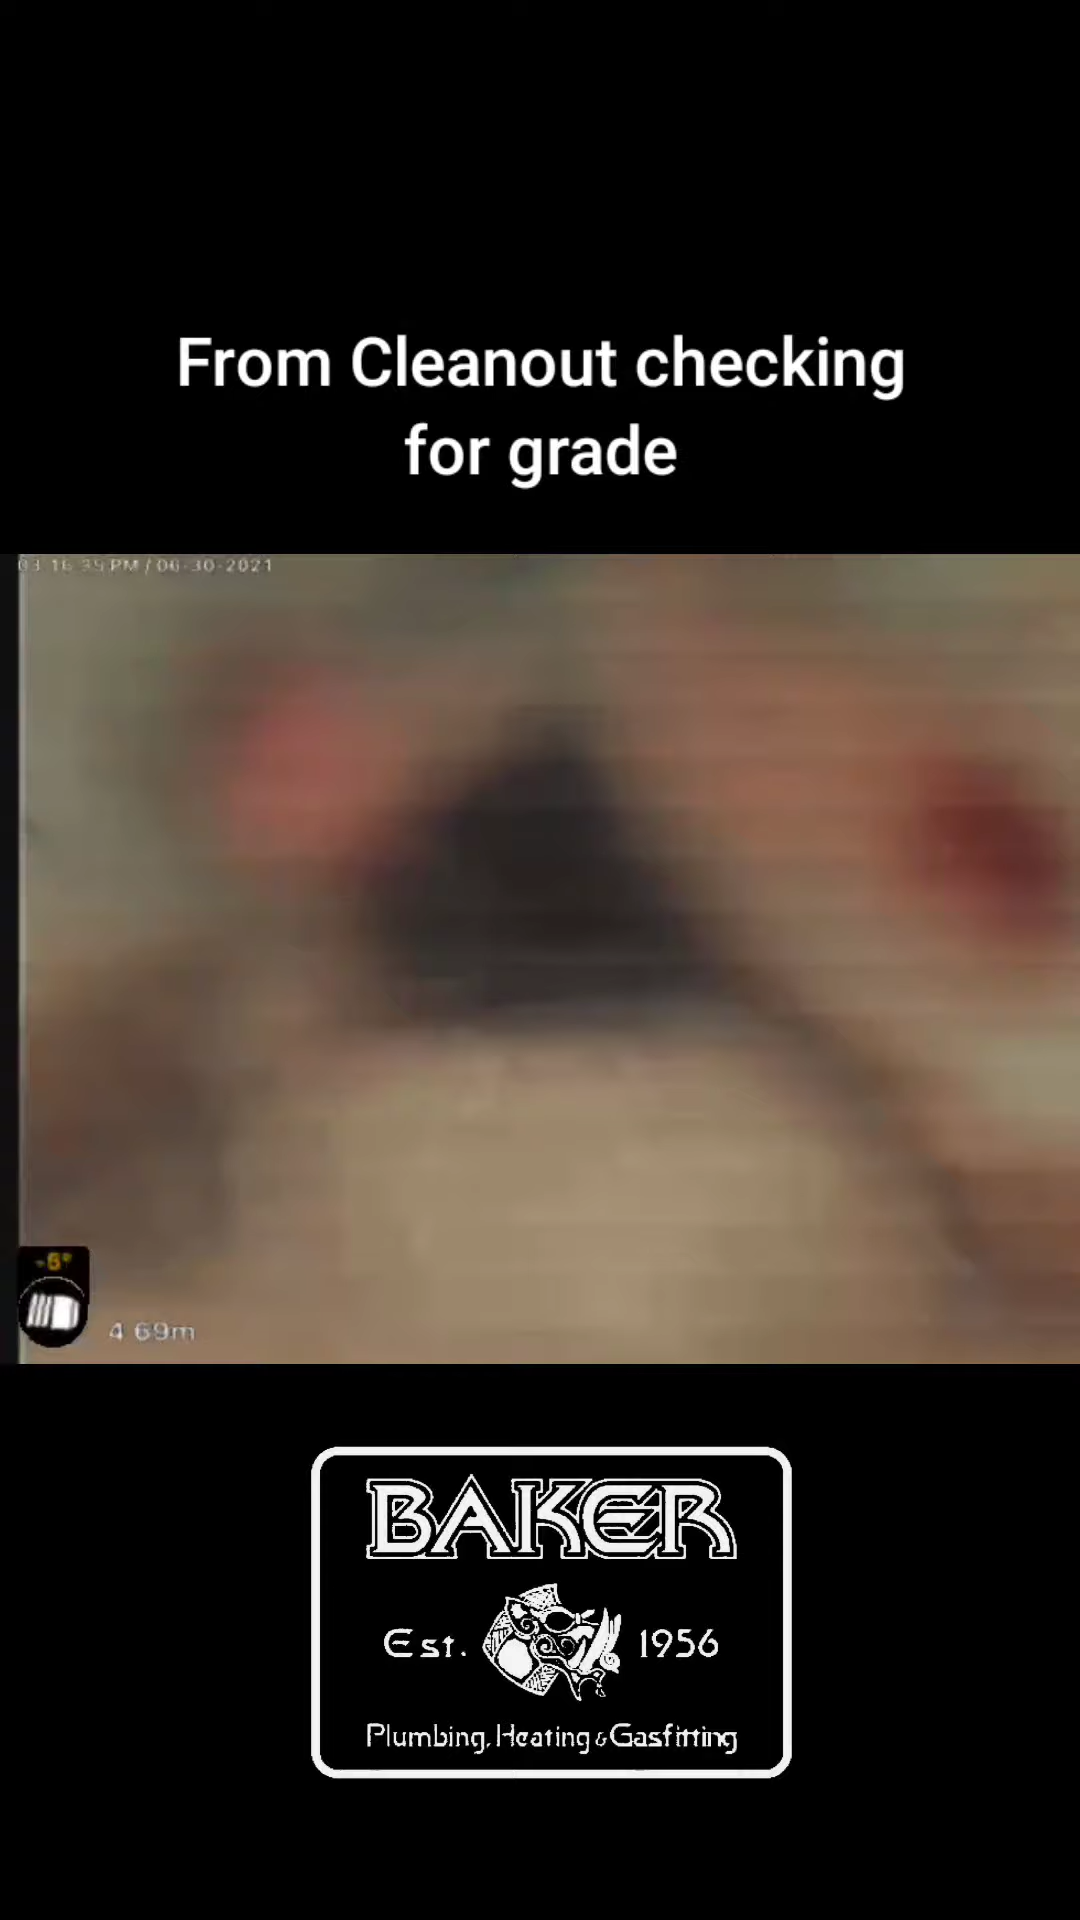 From Cleanout checking
for grade
03 16 35 PM / 06-30-2021
-6°
4 69m
BAKER
Est. 1956
Plumbing, Heating & Gasfitting